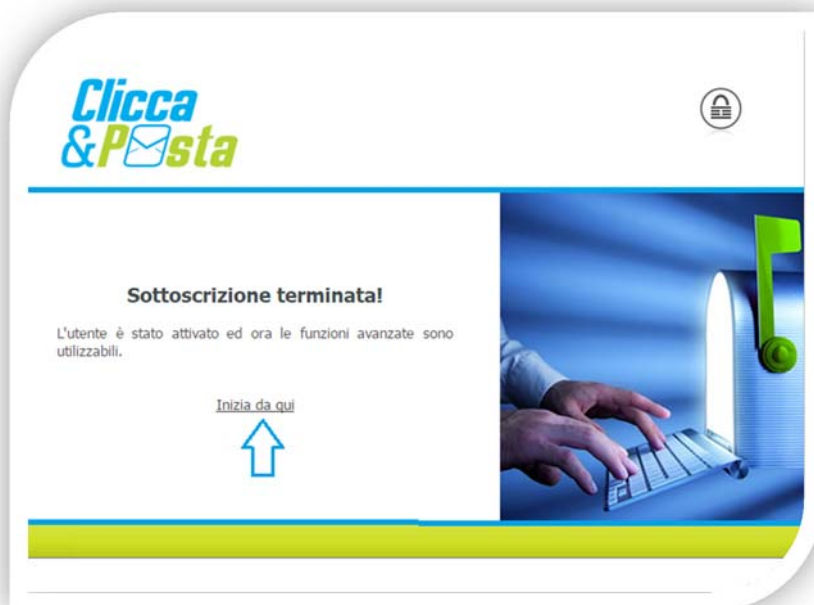 Clicca
&Posta
Sottoscrizione terminata!
L'utente è stato attivato ed ora le funzioni avanzate sono
utilizzabili.
Inizia da qui